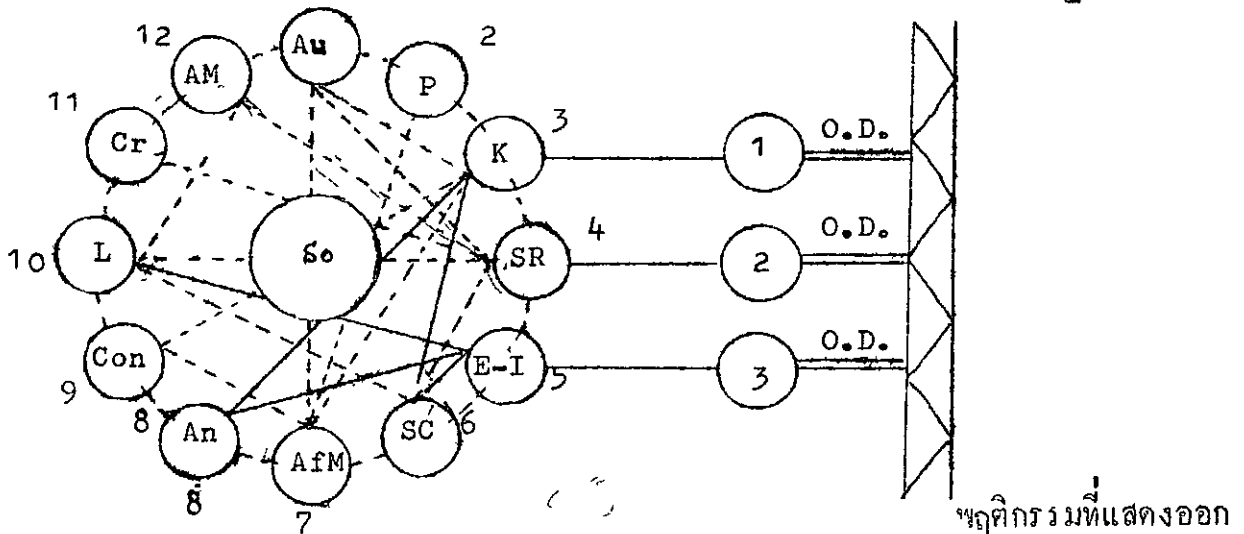 12 Au 2
AM P
11 3
Cr K 1 O.D.
10 L So SR 4 2 O.D.
Con E-I 5 3 O.D.
9 8 An AfM SC 6
8 7
พฤติกรรมที่แสดงออก